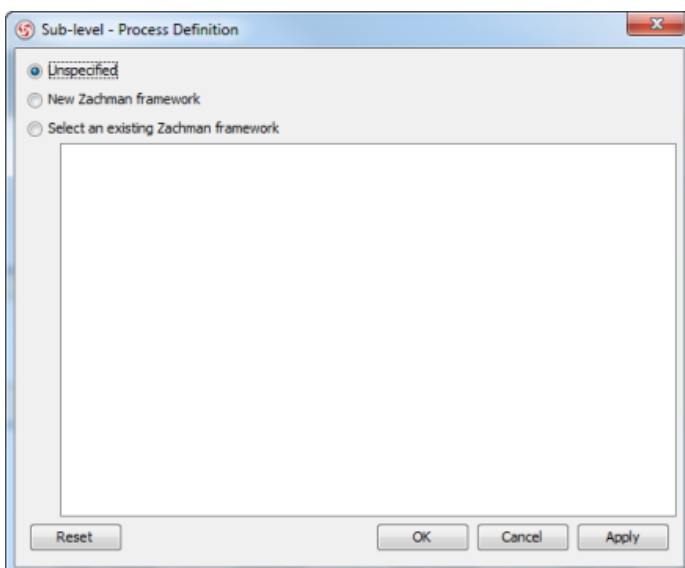 Sub-level - Process Definition
Unspecified
New Zachman framework
Select an existing Zachman framework
Reset
OK
Cancel
Apply